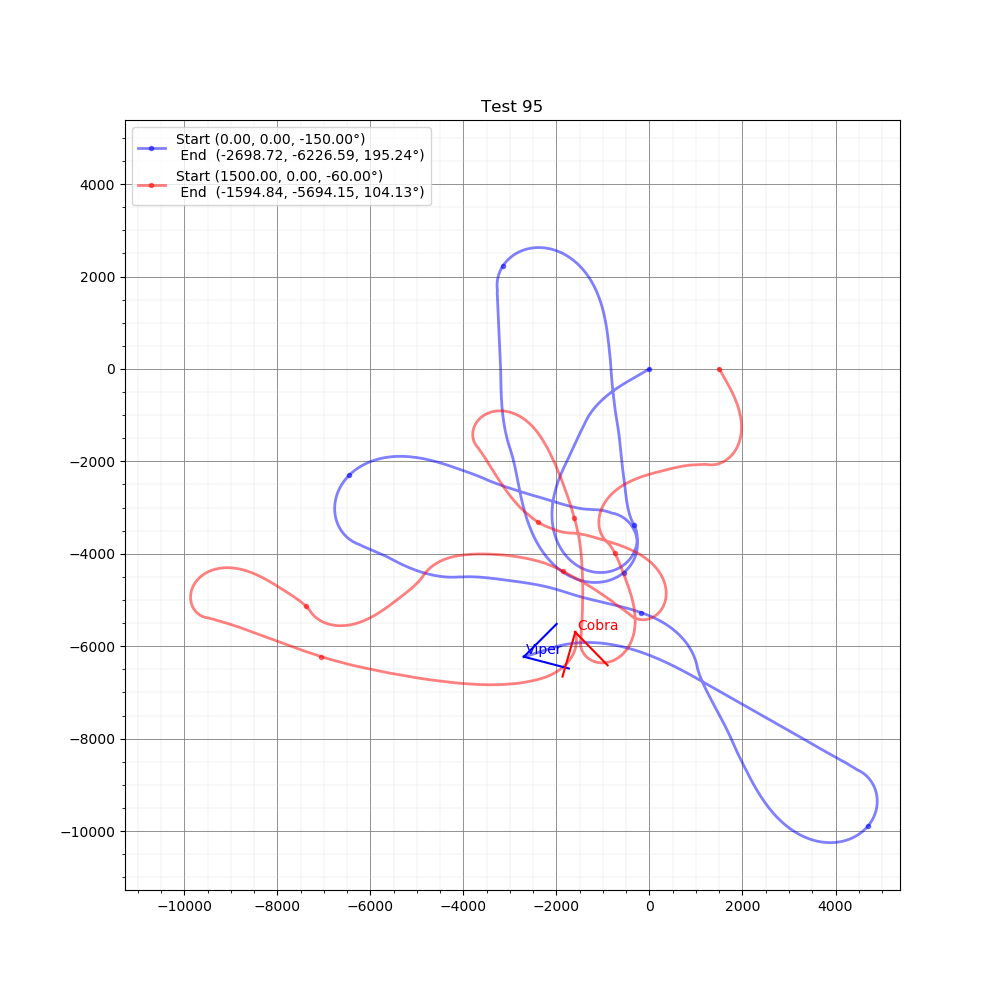 Test 95
Start (0.00, 0.00, -150.00°)
End (-2698.72, -6226.59, 195.24°)
Start (1500.00, 0.00, -60.00°)
End (-1594.84, -5694.15, 104.13°)
4000
2000
0
−2000
−4000
−6000
−8000
−10000
Cobra
Viper
−10000 −8000 −6000 −4000 −2000 0 2000 4000